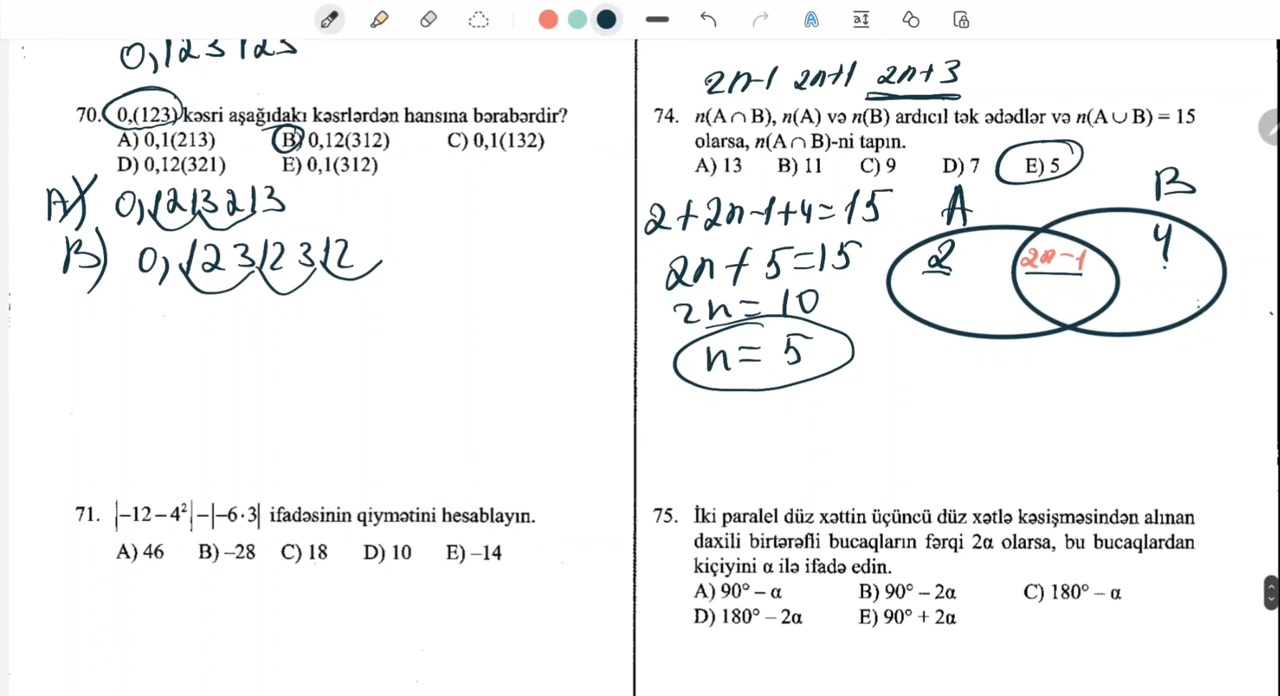 0,123123
70. 0,(123) kəsri aşağıdakı kəsrlərdən hansına bərabərdir?
A) 0,1(213) B) 0,12(312) C) 0,1(132)
D) 0,12(321) E) 0,1(312)
A) 0,1213213
B) 0,12312312
71. |–12 – 4²| – |–6·3| ifadəsinin qiymətini hesablayın.
A) 46 B) –28 C) 18 D) 10 E) –14
2n-1 2n+1 2n+3
74. n(A∩B), n(A) və n(B) ardıcıl tək ədədlər və n(A∪B) = 15
olarsa, n(A∩B)-ni tapın.
A) 13 B) 11 C) 9 D) 7 E) 5
2+2n-1+4=15
2n+5=15
2n=10
n=5
A B
2 2n-1 4
75. İki paralel düz xəttin üçüncü düz xətlə kəsişməsindən alınan
daxili birtərəfli bucaqların fərqi 2α olarsa, bu bucaqlardan
kiçiyini α ilə ifadə edin.
A) 90° – α B) 90° – 2α C) 180° – α
D) 180° – 2α E) 90° + 2α